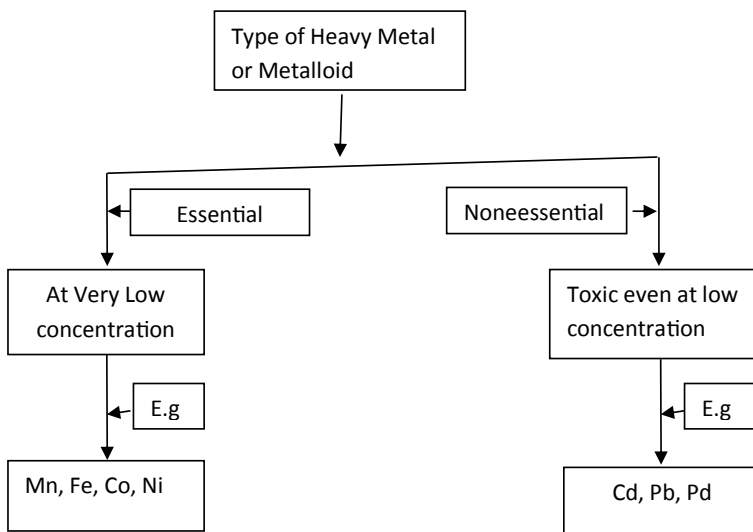 Type of Heavy Metal
or Metalloid
Essential
Noneessential
At Very Low
concentration
Toxic even at low
concentration
E.g
E.g
Mn, Fe, Co, Ni
Cd, Pb, Pd